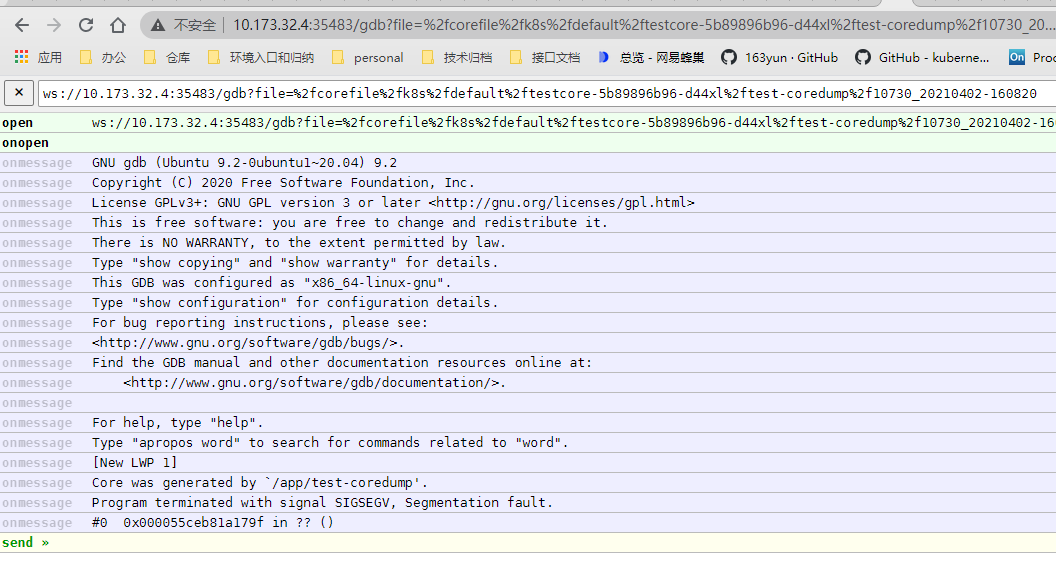 不安全 | 10.173.32.4:35483/gdb?file=%2fcorefile%2fk8s%2fdefault%2ftestcore-5b89896b96-d44xl%2ftest-coredump%2f10730_20...
应用 办公 仓库 环境入口和归纳 personal 技术归档 接口文档 总览 - 网易蜂巢 163yun · GitHub GitHub - kuberne... On Prod
× ws://10.173.32.4:35483/gdb?file=%2fcorefile%2fk8s%2fdefault%2ftestcore-5b89896b96-d44xl%2ftest-coredump%2f10730_20210402-160820
open ws://10.173.32.4:35483/gdb?file=%2fcorefile%2fk8s%2fdefault%2ftestcore-5b89896b96-d44xl%2ftest-coredump%2f10730_20210402-160
onopen
onmessage GNU gdb (Ubuntu 9.2-0ubuntu1~20.04) 9.2
onmessage Copyright (C) 2020 Free Software Foundation, Inc.
onmessage License GPLv3+: GNU GPL version 3 or later <http://gnu.org/licenses/gpl.html>
onmessage This is free software: you are free to change and redistribute it.
onmessage There is NO WARRANTY, to the extent permitted by law.
onmessage Type "show copying" and "show warranty" for details.
onmessage This GDB was configured as "x86_64-linux-gnu".
onmessage Type "show configuration" for configuration details.
onmessage For bug reporting instructions, please see:
onmessage <http://www.gnu.org/software/gdb/bugs/>.
onmessage Find the GDB manual and other documentation resources online at:
onmessage <http://www.gnu.org/software/gdb/documentation/>.
onmessage
onmessage For help, type "help".
onmessage Type "apropos word" to search for commands related to "word".
onmessage [New LWP 1]
onmessage Core was generated by `/app/test-coredump'.
onmessage Program terminated with signal SIGSEGV, Segmentation fault.
onmessage #0 0x000055ceb81a179f in ?? ()
send »